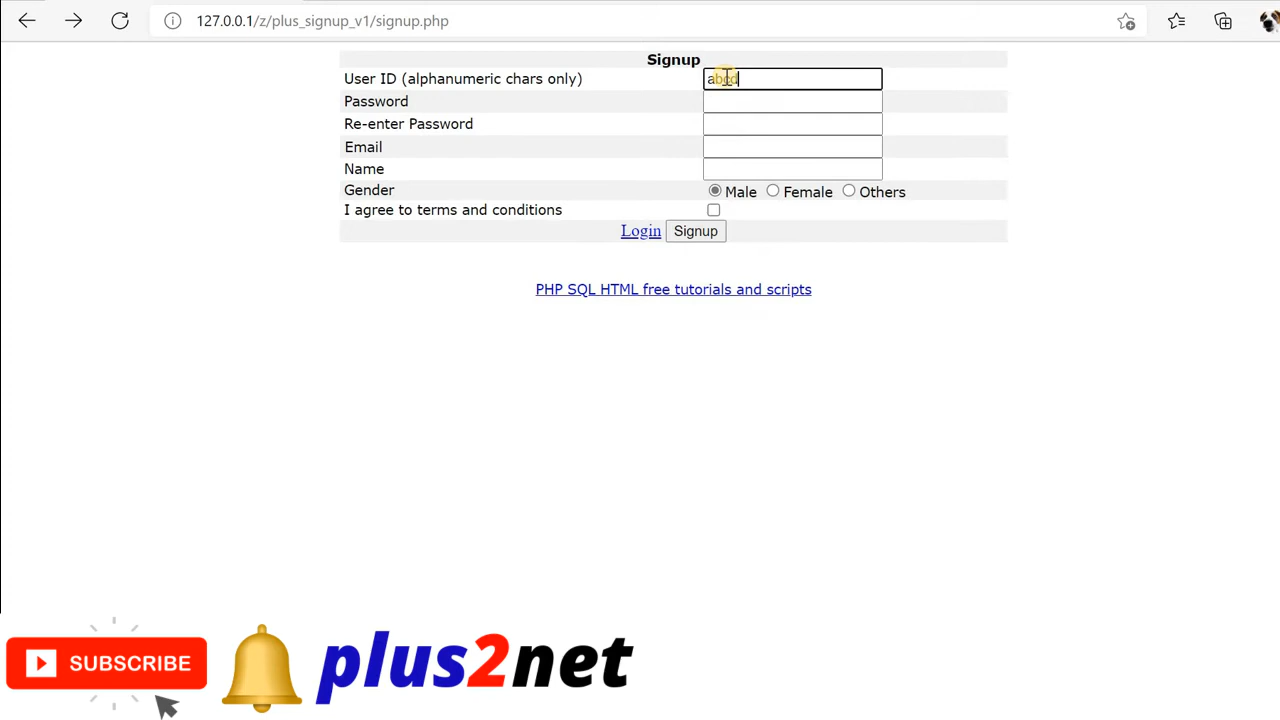 127.0.0.1/z/plus_signup_v1/signup.php
Signup
User ID (alphanumeric chars only) abcd
Password
Re-enter Password
Email
Name
Gender Male Female Others
I agree to terms and conditions
Login Signup
PHP SQL HTML free tutorials and scripts
SUBSCRIBE plus2net